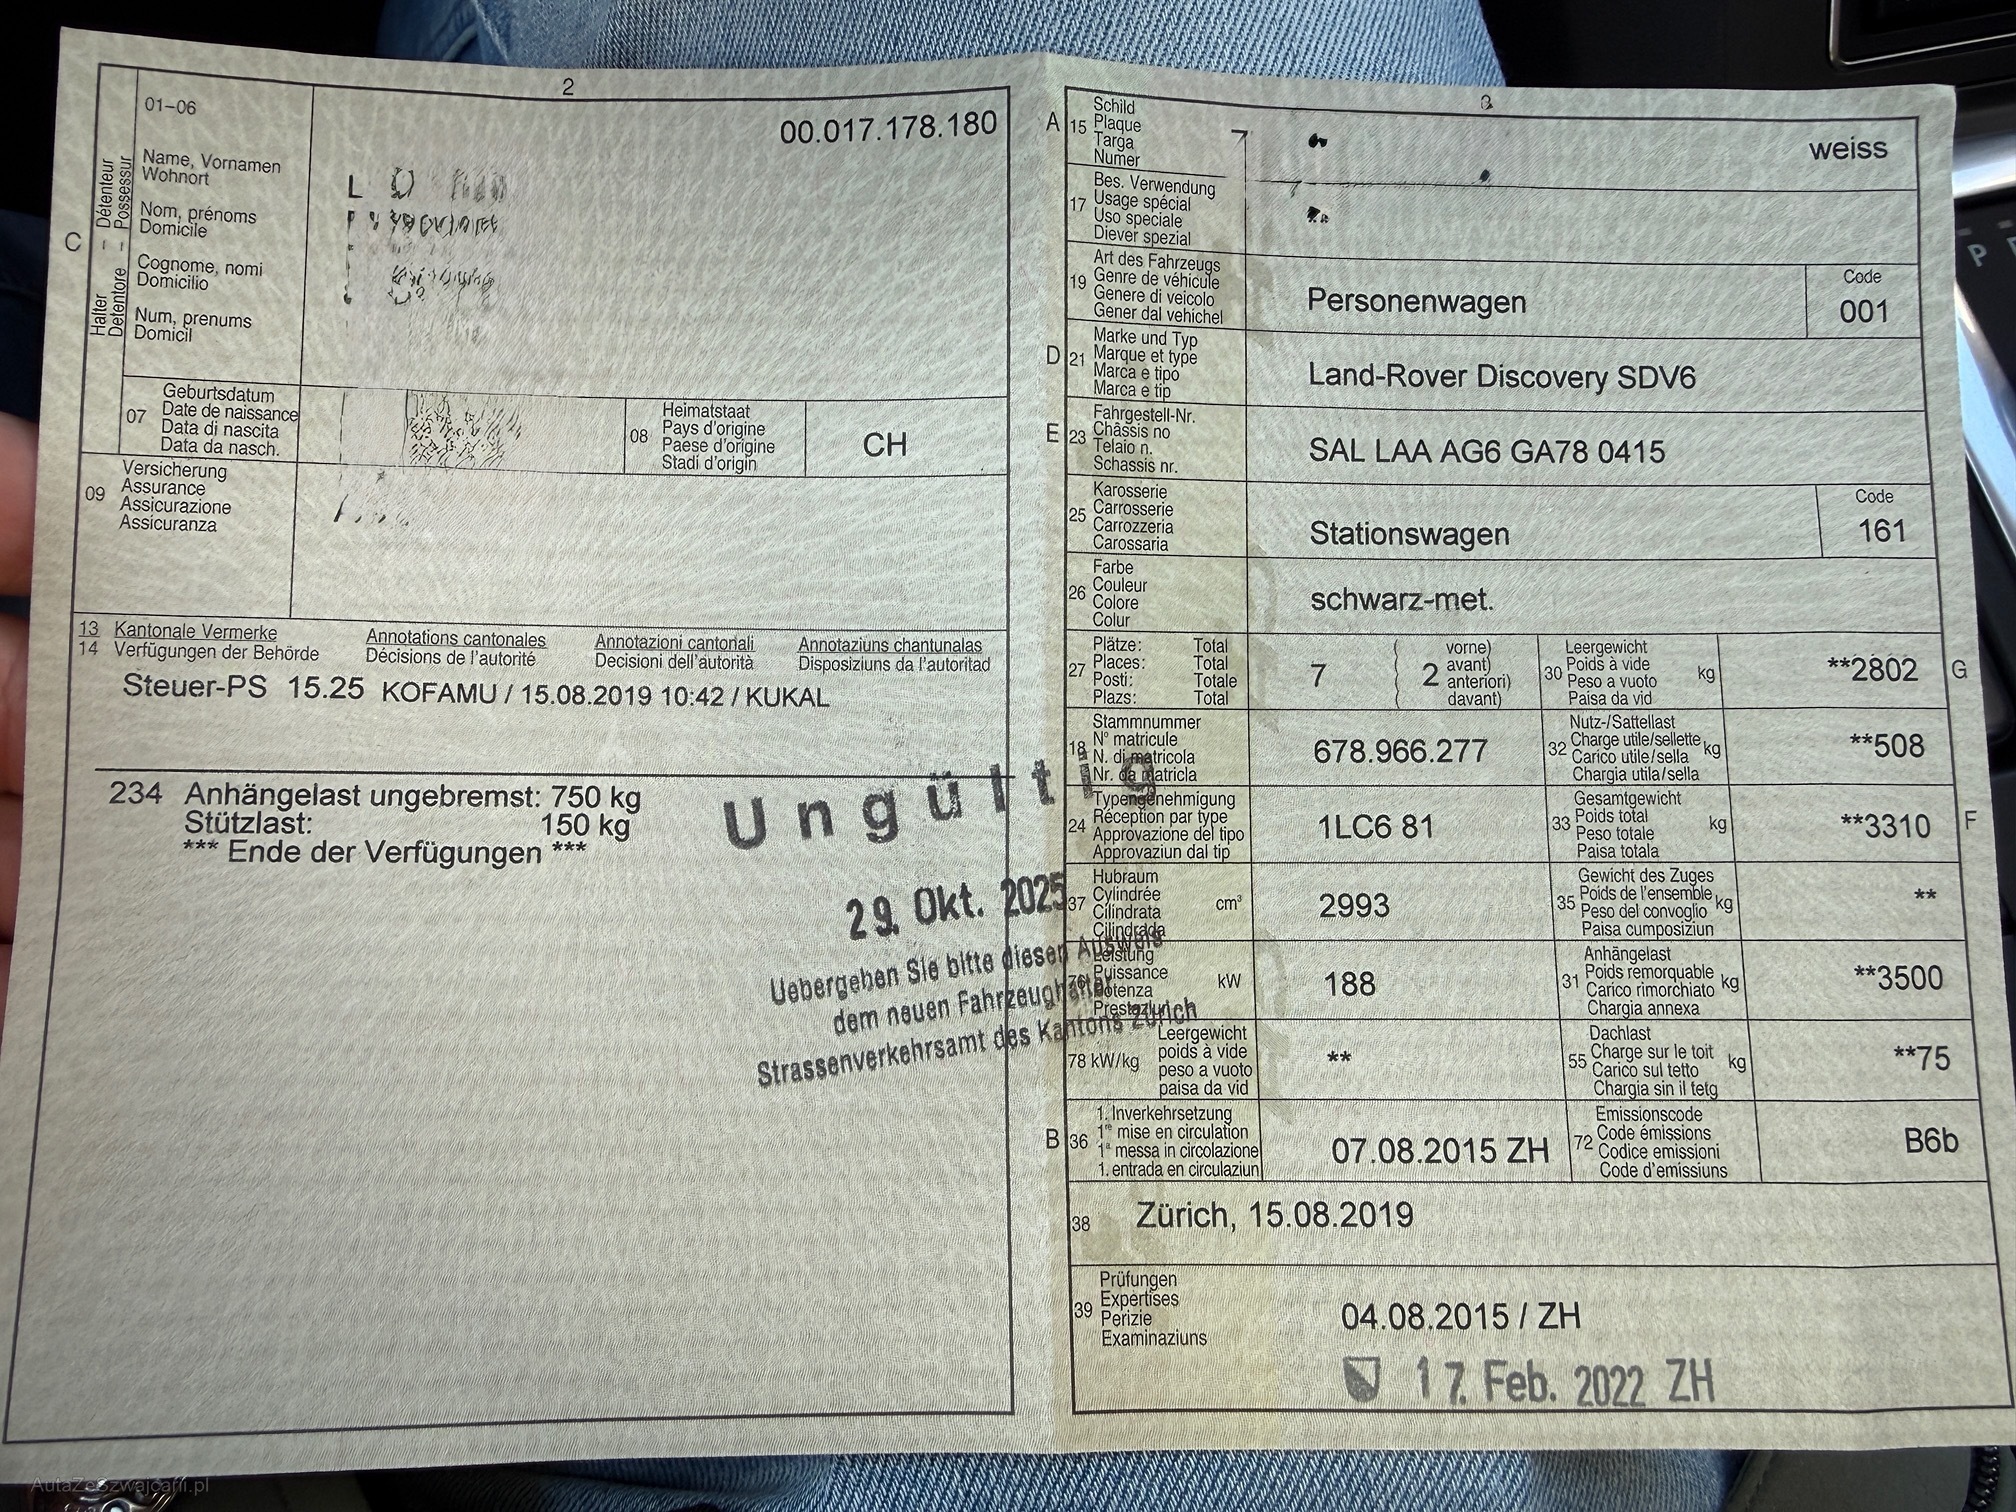 2
01-06
00.017.178.180
C
Halter - Détenteur
Detentore - Possessur
Name, Vornamen
Wohnort
Nom, prénoms
Domicile
Cognome, nomi
Domicilio
Num, prenums
Domicil
07
Geburtsdatum
Date de naissance
Data di nascita
Data da nasch.
08
Heimatstaat
Pays d'origine
Paese d'origine
Stadi d'origin
CH
09
Versicherung
Assurance
Assicurazione
Assicuranza
13 Kantonale Vermerke Annotations cantonales Annotazioni cantonali Annotaziuns chantunalas
14 Verfügungen der Behörde Décisions de l'autorité Decisioni dell'autorità Disposiziuns da l'autoritad
Steuer-PS 15.25 KOFAMU / 15.08.2019 10:42 / KUKAL
234 Anhängelast ungebremst: 750 kg
Stützlast: 150 kg
*** Ende der Verfügungen ***
Ungültig
29. Okt. 2025
Uebergeben Sie bitte diesen Ausweis
dem neuen Fahrzeughalter
Strassenverkehrsamt des Kantons Zürich
3
A 15
Schild
Plaque
Targa
Numer
weiss
17
Bes. Verwendung
Usage spécial
Uso speciale
Diever spezial
19
Art des Fahrzeugs
Genre de véhicule
Genere di veicolo
Gener dal vehichel
Personenwagen
Code
001
D 21
Marke und Typ
Marque et type
Marca e tipo
Marca e tip
Land-Rover Discovery SDV6
E 23
Fahrgestell-Nr.
Châssis no
Telaio n.
Schassis nr.
SAL LAA AG6 GA78 0415
25
Karosserie
Carrosserie
Carrozzeria
Carossaria
Stationswagen
Code
161
26
Farbe
Couleur
Colore
Colur
schwarz-met.
27
Plätze: Total
Places: Total
Posti: Totale
Plazs: Total
7 ( 2
vorne)
avant)
anteriori)
davant)
30
Leergewicht
Poids à vide
Peso a vuoto
Paisa da vid
kg
**2802
G
18
Stammnummer
N° matricule
N. di matricola
Nr. da matricla
678.966.277
32
Nutz-/Sattellast
Charge utile/sellette
Carico utile/sella
Chargia utila/sella
kg
**508
24
Typengenehmigung
Réception par type
Approvazione del tipo
Approvaziun dal tip
1LC6 81
33
Gesamtgewicht
Poids total
Peso totale
Paisa totala
kg
**3310
F
37
Hubraum
Cylindrée
Cilindrata
Cilindrada
cm³
2993
35
Gewicht des Zuges
Poids de l'ensemble
Peso del convoglio
Paisa cumposiziun
kg
**
76
Leistung
Puissance
Potenza
Prestaziun
kW
188
31
Anhängelast
Poids remorquable
Carico rimorchiato
Chargia annexa
kg
**3500
78 kW/kg
Leergewicht
poids à vide
peso a vuoto
paisa da vid
**
55
Dachlast
Charge sur le toit
Carico sul tetto
Chargia sin il tetg
kg
**75
B 36
1. Inverkehrsetzung
1re mise en circulation
1a messa in circolazione
1. entrada en circulaziun
07.08.2015 ZH
72
Emissionscode
Code émissions
Codice emissioni
Code d'emissiuns
B6b
38 Zürich, 15.08.2019
39
Prüfungen
Expertises
Perizie
Examinaziuns
04.08.2015 / ZH
17. Feb. 2022 ZH
P
AutaZeSzwajcarii.pl